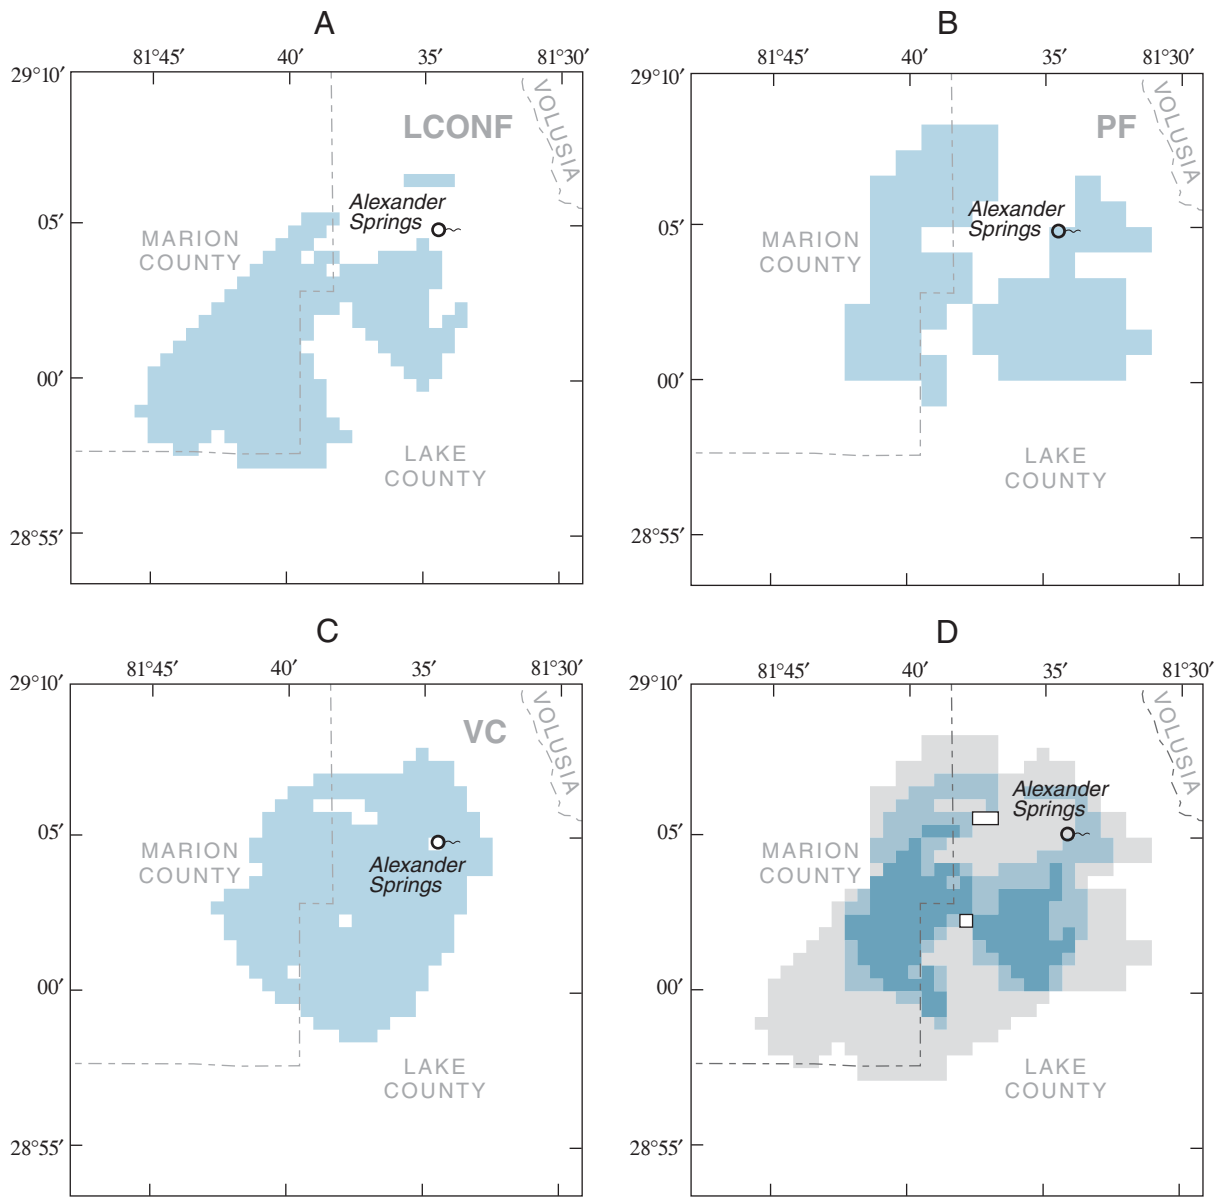 A
81°45′ 40′ 35′ 81°30′
29°10′
VOLUSIA
LCONF
Alexander
Springs
05′
MARION
COUNTY
00′
LAKE
COUNTY
28°55′
B
81°45′ 40′ 35′ 81°30′
29°10′
VOLUSIA
PF
Alexander
Springs
05′
MARION
COUNTY
00′
LAKE
COUNTY
28°55′
C
81°45′ 40′ 35′ 81°30′
29°10′
VOLUSIA
VC
05′
MARION
COUNTY
Alexander
Springs
00′
LAKE
COUNTY
28°55′
D
81°45′ 40′ 35′ 81°30′
29°10′
VOLUSIA
Alexander
Springs
05′
MARION
COUNTY
00′
LAKE
COUNTY
28°55′